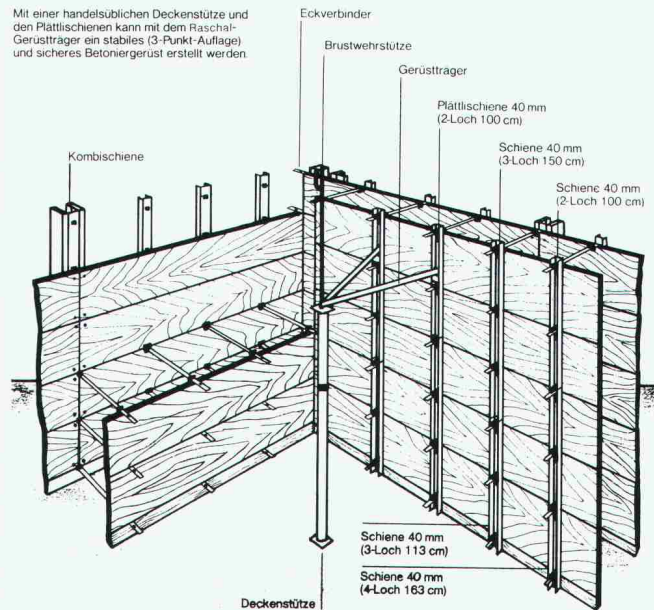 Mit einer handelsüblichen Deckenstütze und
den Plättlischienen kann mit dem Raschal-
Gerüstträger ein stabiles (3-Punkt-Auflage)
und sicheres Betoniergerüst erstellt werden.
Eckverbinder
Brustwehrstütze
Gerüstträger
Plättlischiene 40 mm
(2-Loch 100 cm)
Schiene 40 mm
(3-Loch 150 cm)
Schiene 40 mm
(2-Loch 100 cm)
Kombischiene
Schiene 40 mm
(3-Loch 113 cm)
Schiene 40 mm
(4-Loch 163 cm)
Deckenstütze